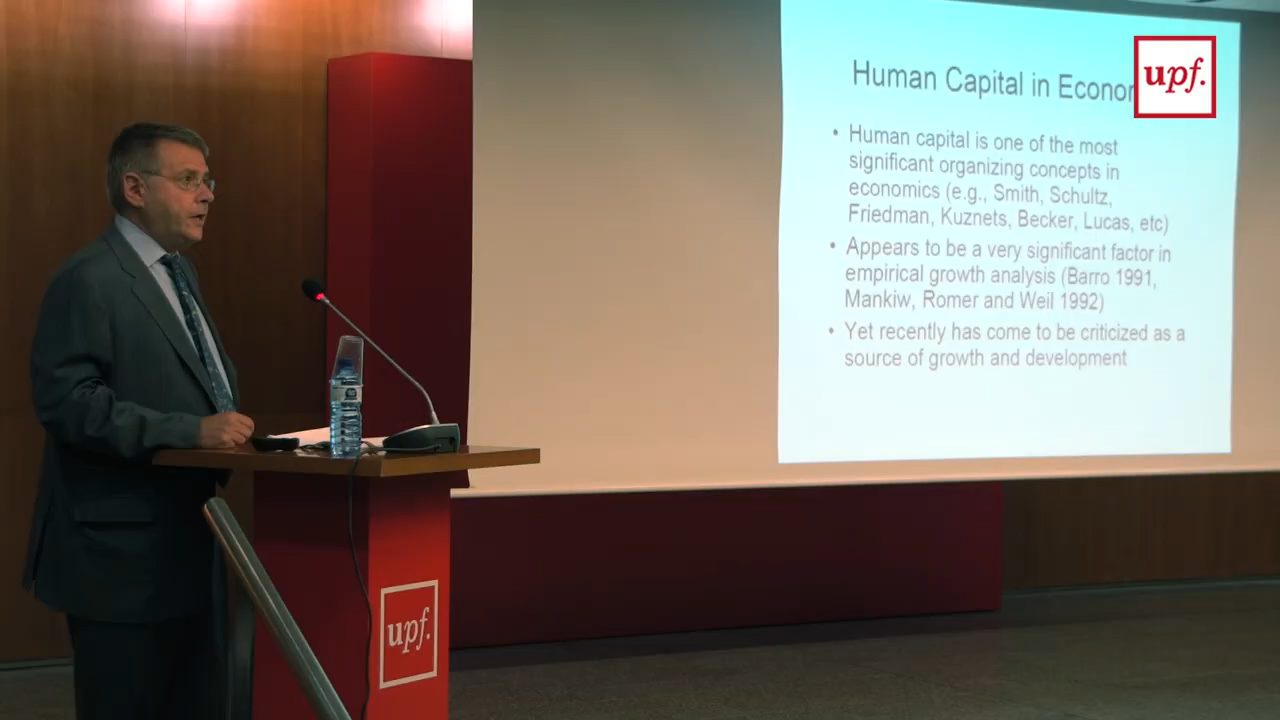 Human Capital in Econo
upf.
• Human capital is one of the most
significant organizing concepts in
economics (e.g., Smith, Schultz,
Friedman, Kuznets, Becker, Lucas, etc)
• Appears to be a very significant factor in
empirical growth analysis (Barro 1991,
Mankiw, Romer and Weil 1992)
• Yet recently has come to be criticized as a
source of growth and development
upf.